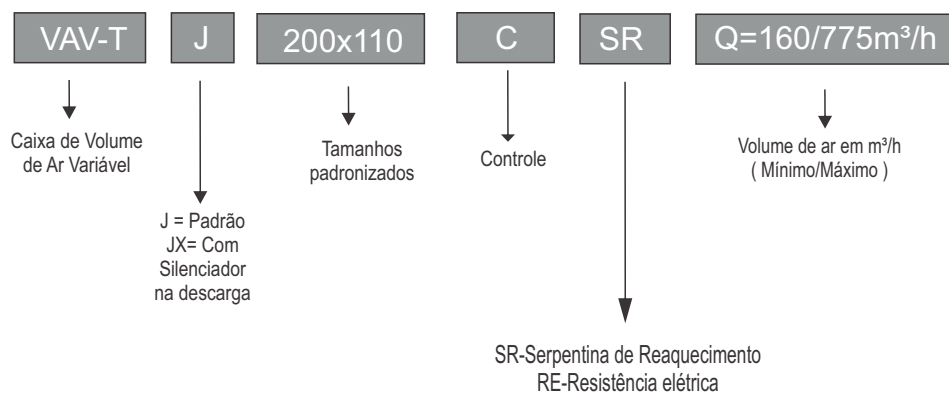 VAV-T J 200x110 C SR Q=160/775m³/h
Caixa de Volume
de Ar Variável
J = Padrão
JX= Com
Silenciador
na descarga
Tamanhos
padronizados
Controle
SR-Serpentina de Reaquecimento
RE-Resistência elétrica
Volume de ar em m³/h
( Mínimo/Máximo )